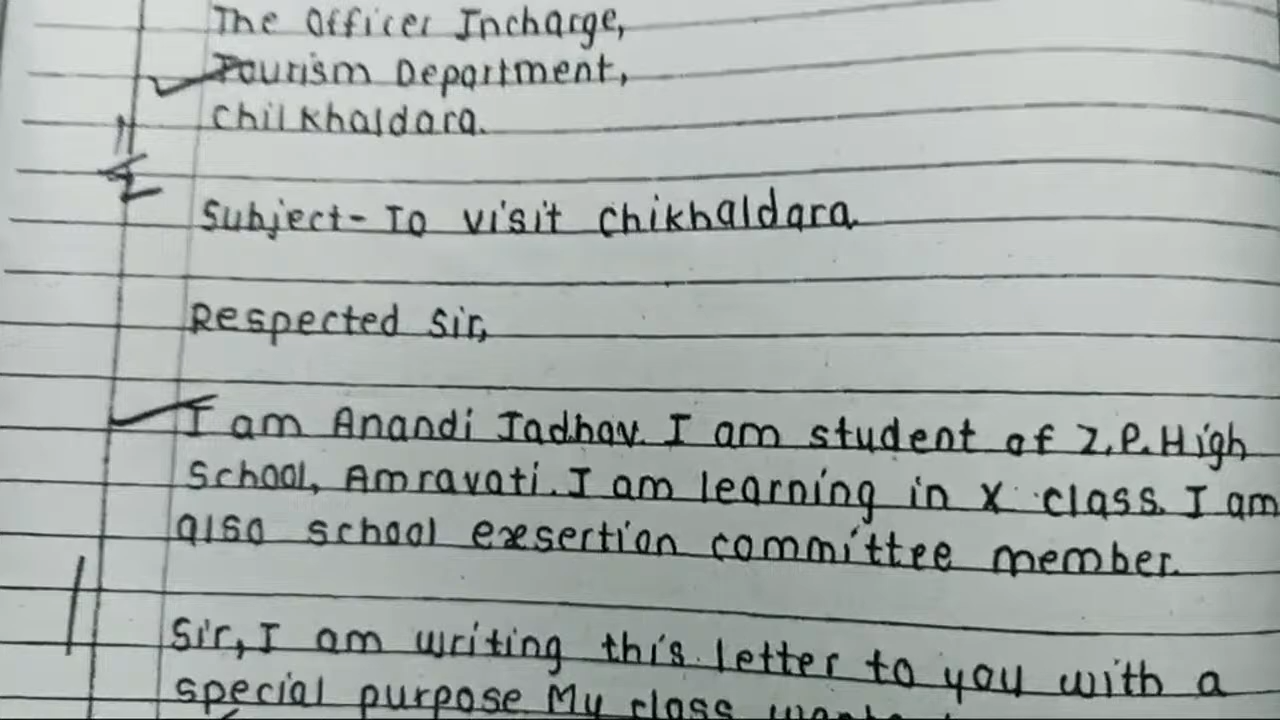 The Officer Incharge,
Tourism Department,
Chilkhaldara.
Subject- To visit Chikhaldara
Respected Sir,
I am Anandi Jadhav. I am student of Z.P. High
School, Amravati. I am learning in X class. I am
also school exesertion committee member.
Sir, I am writing this letter to you with a
special purpose My class